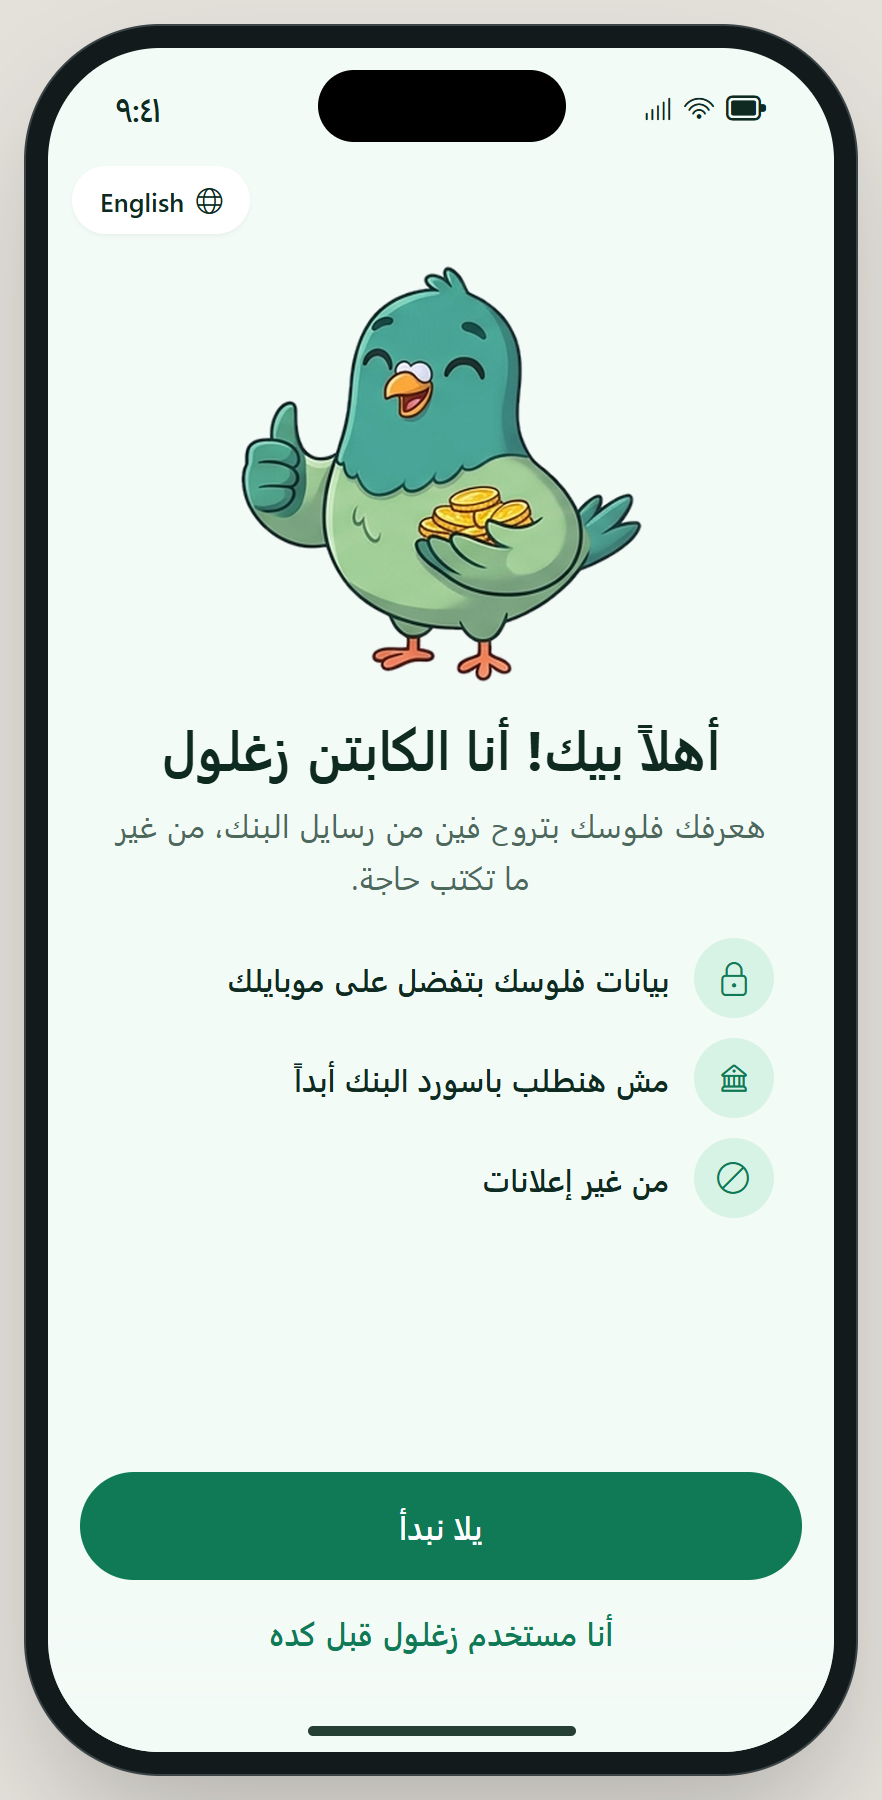 ٩:٤١
English
أهلاً بيك! أنا الكابتن زغلول
هعرفك فلوسك بتروح فين من رسايل البنك، من غير
ما تكتب حاجة.
بيانات فلوسك بتفضل على موبايلك
مش هنطلب باسورد البنك أبداً
من غير إعلانات
يلا نبدأ
أنا مستخدم زغلول قبل كده